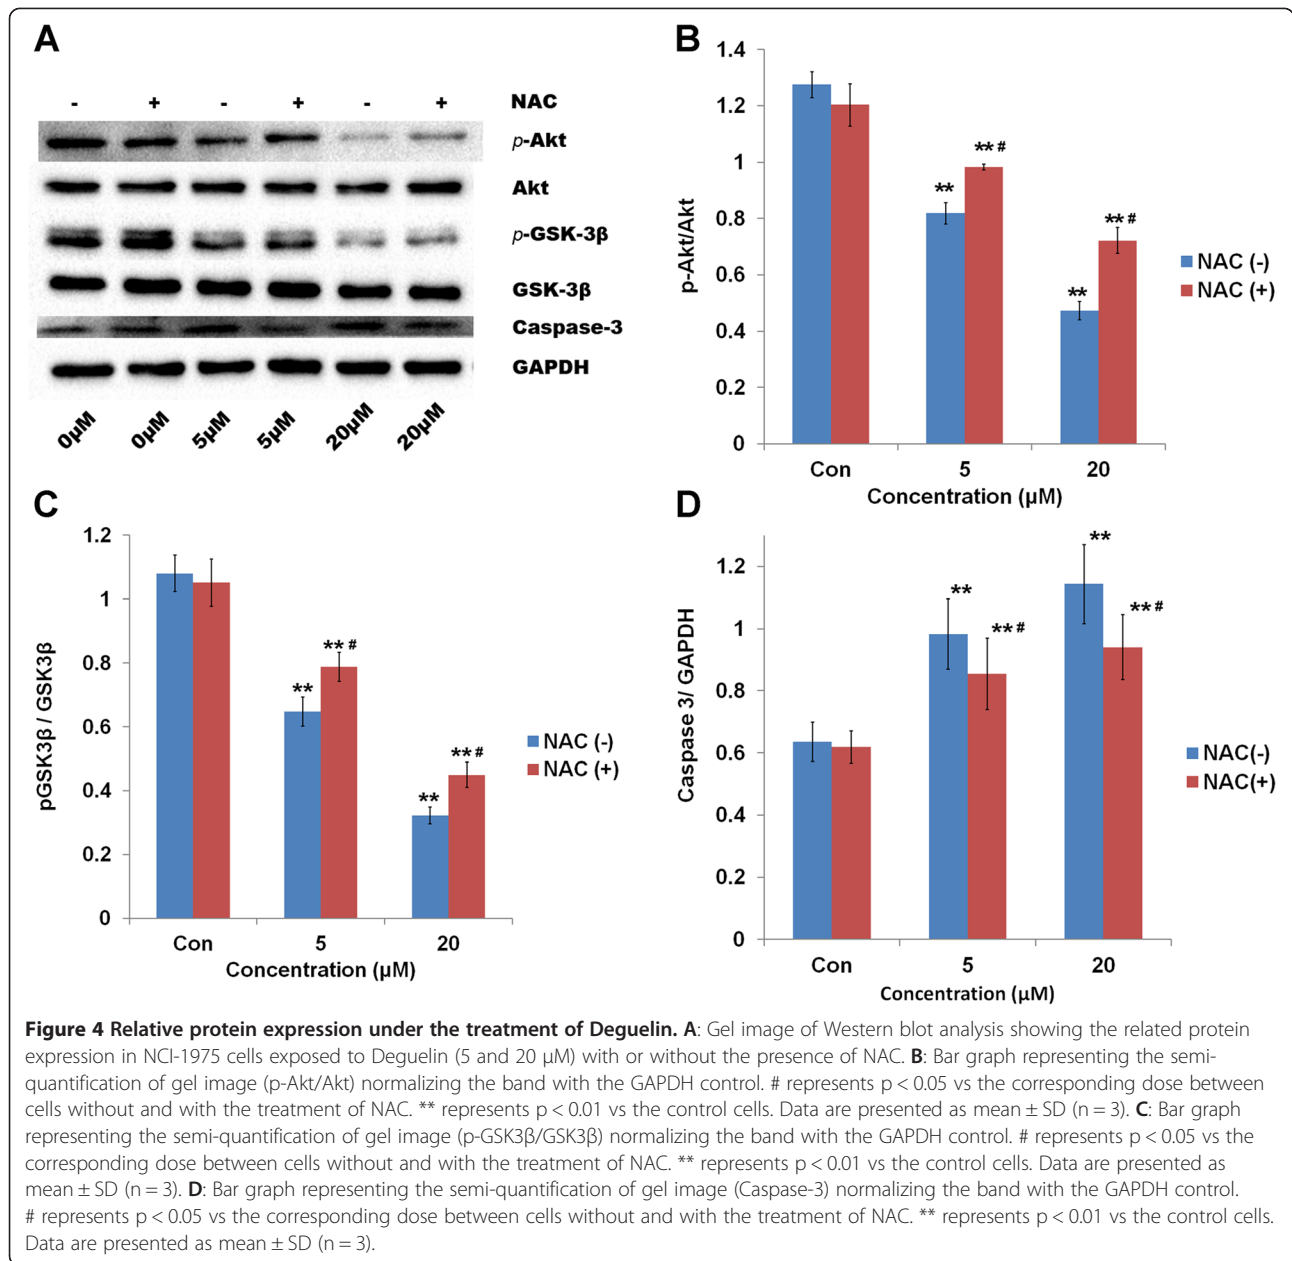 A
- + - + - + NAC
p-Akt
Akt
p-GSK-3β
GSK-3β
Caspase-3
GAPDH
0µM 0µM 5µM 5µM 20µM 20µM
B
1.4
1.2
1
0.8
0.6
0.4
0.2
0
p-Akt/Akt
** ** # ** ** #
NAC (-)
NAC (+)
Con 5 20
Concentration (µM)
C
1.2
1
0.8
0.6
0.4
0.2
0
pGSK3β / GSK3β
** ** # ** ** #
NAC (-)
NAC (+)
Con 5 20
Concentration (µM)
D
1.2
1
0.8
0.6
0.4
0.2
0
Caspase 3/ GAPDH
** ** # ** ** #
NAC(-)
NAC(+)
Con 5 20
Concentration (µM)
Figure 4 Relative protein expression under the treatment of Deguelin. A: Gel image of Western blot analysis showing the related protein
expression in NCI-1975 cells exposed to Deguelin (5 and 20 µM) with or without the presence of NAC. B: Bar graph representing the semi-
quantification of gel image (p-Akt/Akt) normalizing the band with the GAPDH control. # represents p < 0.05 vs the corresponding dose between
cells without and with the treatment of NAC. ** represents p < 0.01 vs the control cells. Data are presented as mean ± SD (n = 3). C: Bar graph
representing the semi-quantification of gel image (p-GSK3β/GSK3β) normalizing the band with the GAPDH control. # represents p < 0.05 vs the
corresponding dose between cells without and with the treatment of NAC. ** represents p < 0.01 vs the control cells. Data are presented as
mean ± SD (n = 3). D: Bar graph representing the semi-quantification of gel image (Caspase-3) normalizing the band with the GAPDH control.
# represents p < 0.05 vs the corresponding dose between cells without and with the treatment of NAC. ** represents p < 0.01 vs the control cells.
Data are presented as mean ± SD (n = 3).